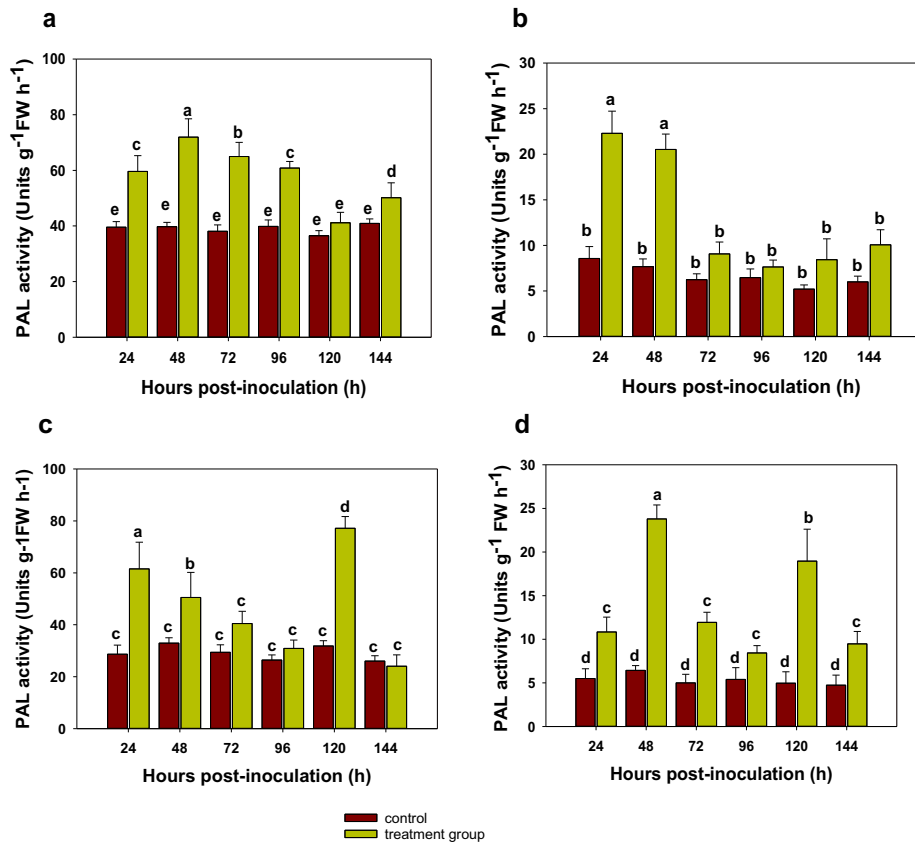 a
PAL activity (Units g-1FW h-1)
100
80
60
40
20
0
e c e a e b e c e e e d
24 48 72 96 120 144
Hours post-inoculation (h)
b
PAL activity (Units g-1FW h-1)
30
25
20
15
10
5
0
b a b a b b b b b b b b
24 48 72 96 120 144
Hours post-inoculation (h)
c
PAL activity (Units g-1FW h-1)
100
80
60
40
20
0
c a c b c c c c c d c c
24 48 72 96 120 144
Hours post-inoculation (h)
d
PAL activity (Units g-1 FW h-1)
30
25
20
15
10
5
0
d c d a d c d c d b d c
24 48 72 96 120 144
Hours post-inoculation (h)
control
treatment group